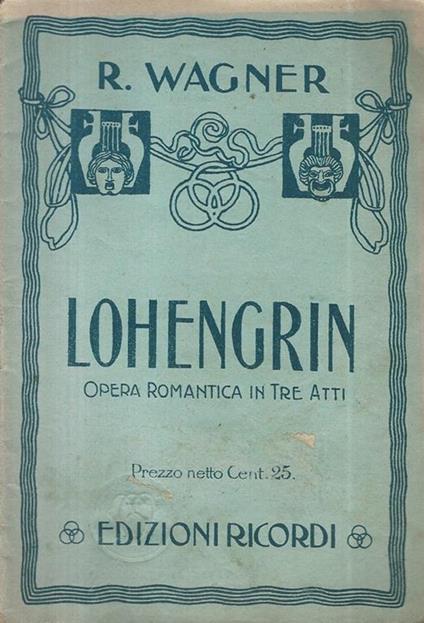 R. WAGNER
LOHENGRIN
OPERA ROMANTICA IN TRE ATTI
Prezzo netto Cent. 25.
EDIZIONI RICORDI